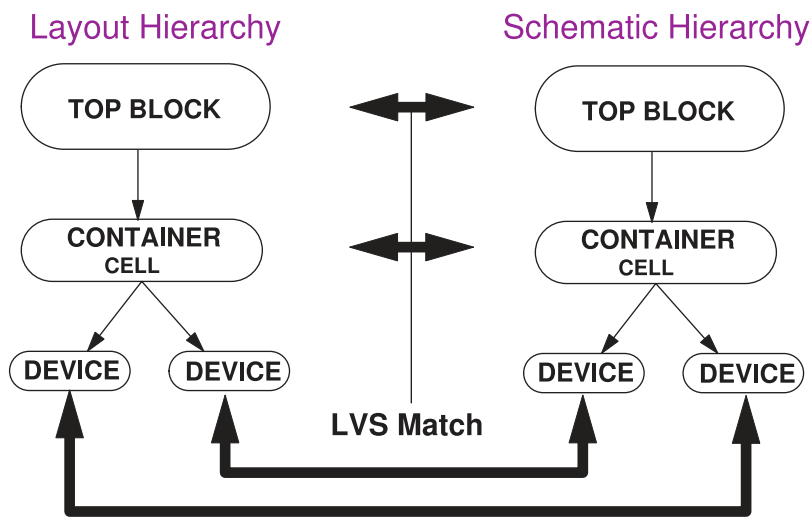 Layout Hierarchy
Schematic Hierarchy
TOP BLOCK
TOP BLOCK
CONTAINER
CELL
CONTAINER
CELL
DEVICE
DEVICE
DEVICE
DEVICE
LVS Match